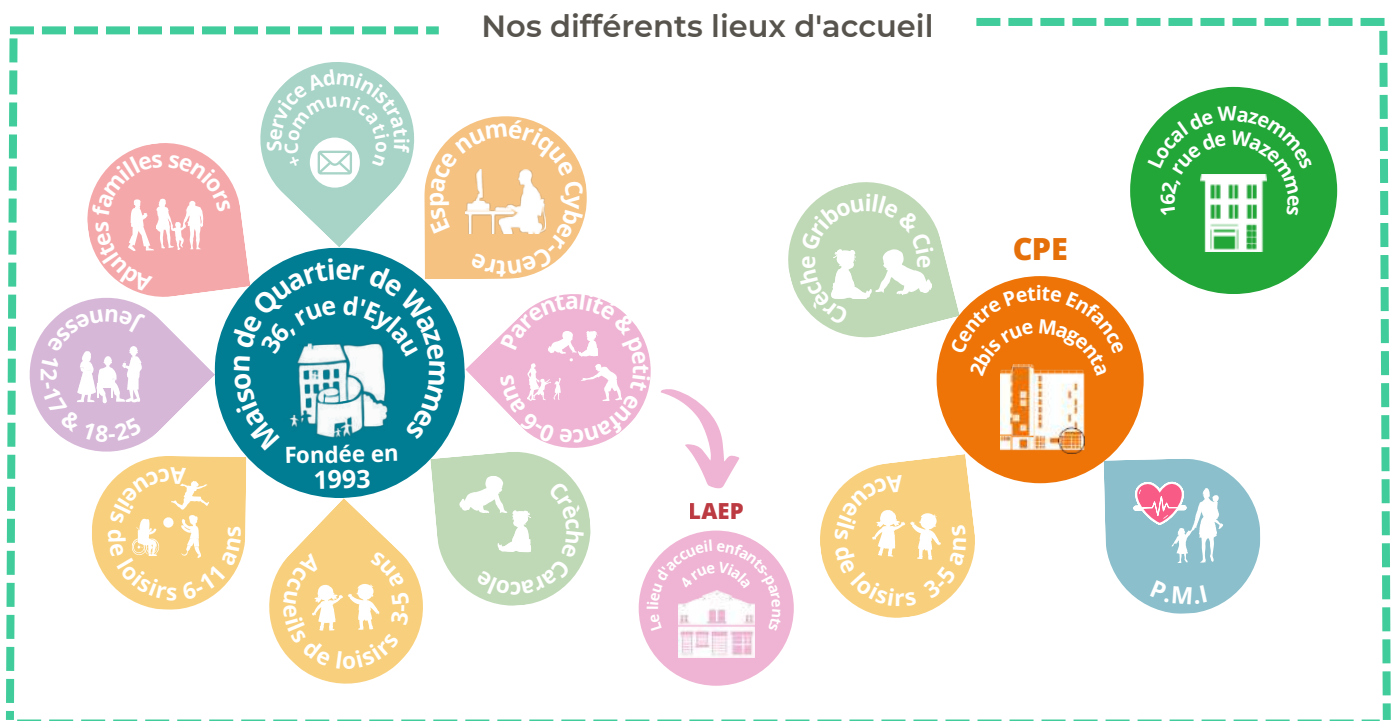 Nos différents lieux d'accueil
Service Administratif
+Communication
Espace numérique Cyber-Centre
Adultes familles seniors
Jeunesse 12-17 & 18-25
Maison de Quartier de Wazemmes
36, rue d'Eylau
Fondée en
1993
Parentalité & petit enfance 0-6 ans
Accueils de loisirs 6-11 ans
Accueils de loisirs 3-5 ans
Crèche Caracole
LAEP
Le lieu d'accueil enfants-parents
4 rue Viala
Crèche Gribouille & Cie
CPE
Centre Petite Enfance
2bis rue Magenta
Accueils de loisirs 3-5 ans
P.M.I
Local de Wazemmes
162, rue de Wazemmes